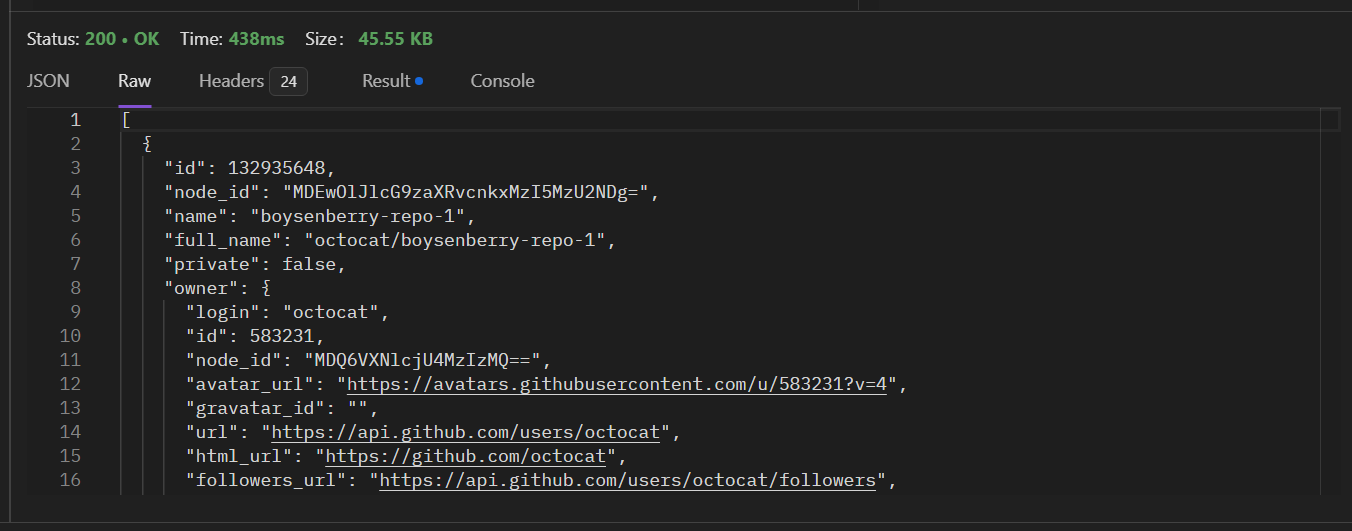 Status: 200 • OK Time: 438ms Size: 45.55 KB
JSON Raw Headers 24 Result Console
1 [
2 {
3 "id": 132935648,
4 "node_id": "MDEwOlJlcG9zaXRvcnkxMzI5MzU2NDg=",
5 "name": "boysenberry-repo-1",
6 "full_name": "octocat/boysenberry-repo-1",
7 "private": false,
8 "owner": {
9 "login": "octocat",
10 "id": 583231,
11 "node_id": "MDQ6VXNlcjU4MzIzMQ==",
12 "avatar_url": "https://avatars.githubusercontent.com/u/583231?v=4",
13 "gravatar_id": "",
14 "url": "https://api.github.com/users/octocat",
15 "html_url": "https://github.com/octocat",
16 "followers_url": "https://api.github.com/users/octocat/followers",